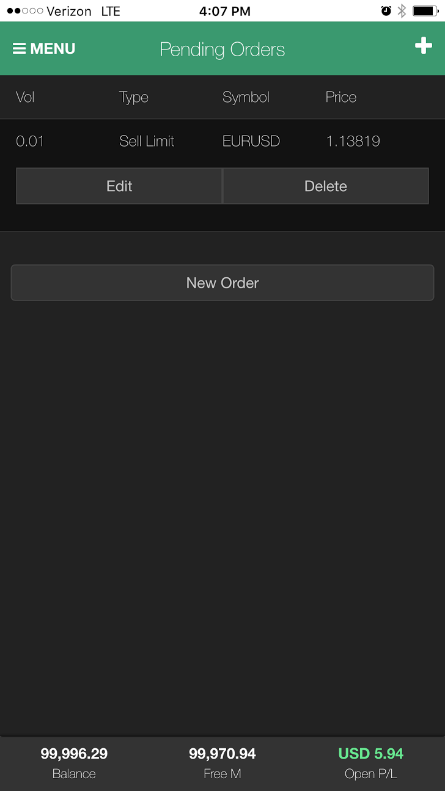 Verizon LTE 4:07 PM
MENU Pending Orders
Vol Type Symbol Price
0.01 Sell Limit EURUSD 1.13819
Edit Delete
New Order
99,996.29 99,970.94 USD 5.94
Balance Free M Open P/L